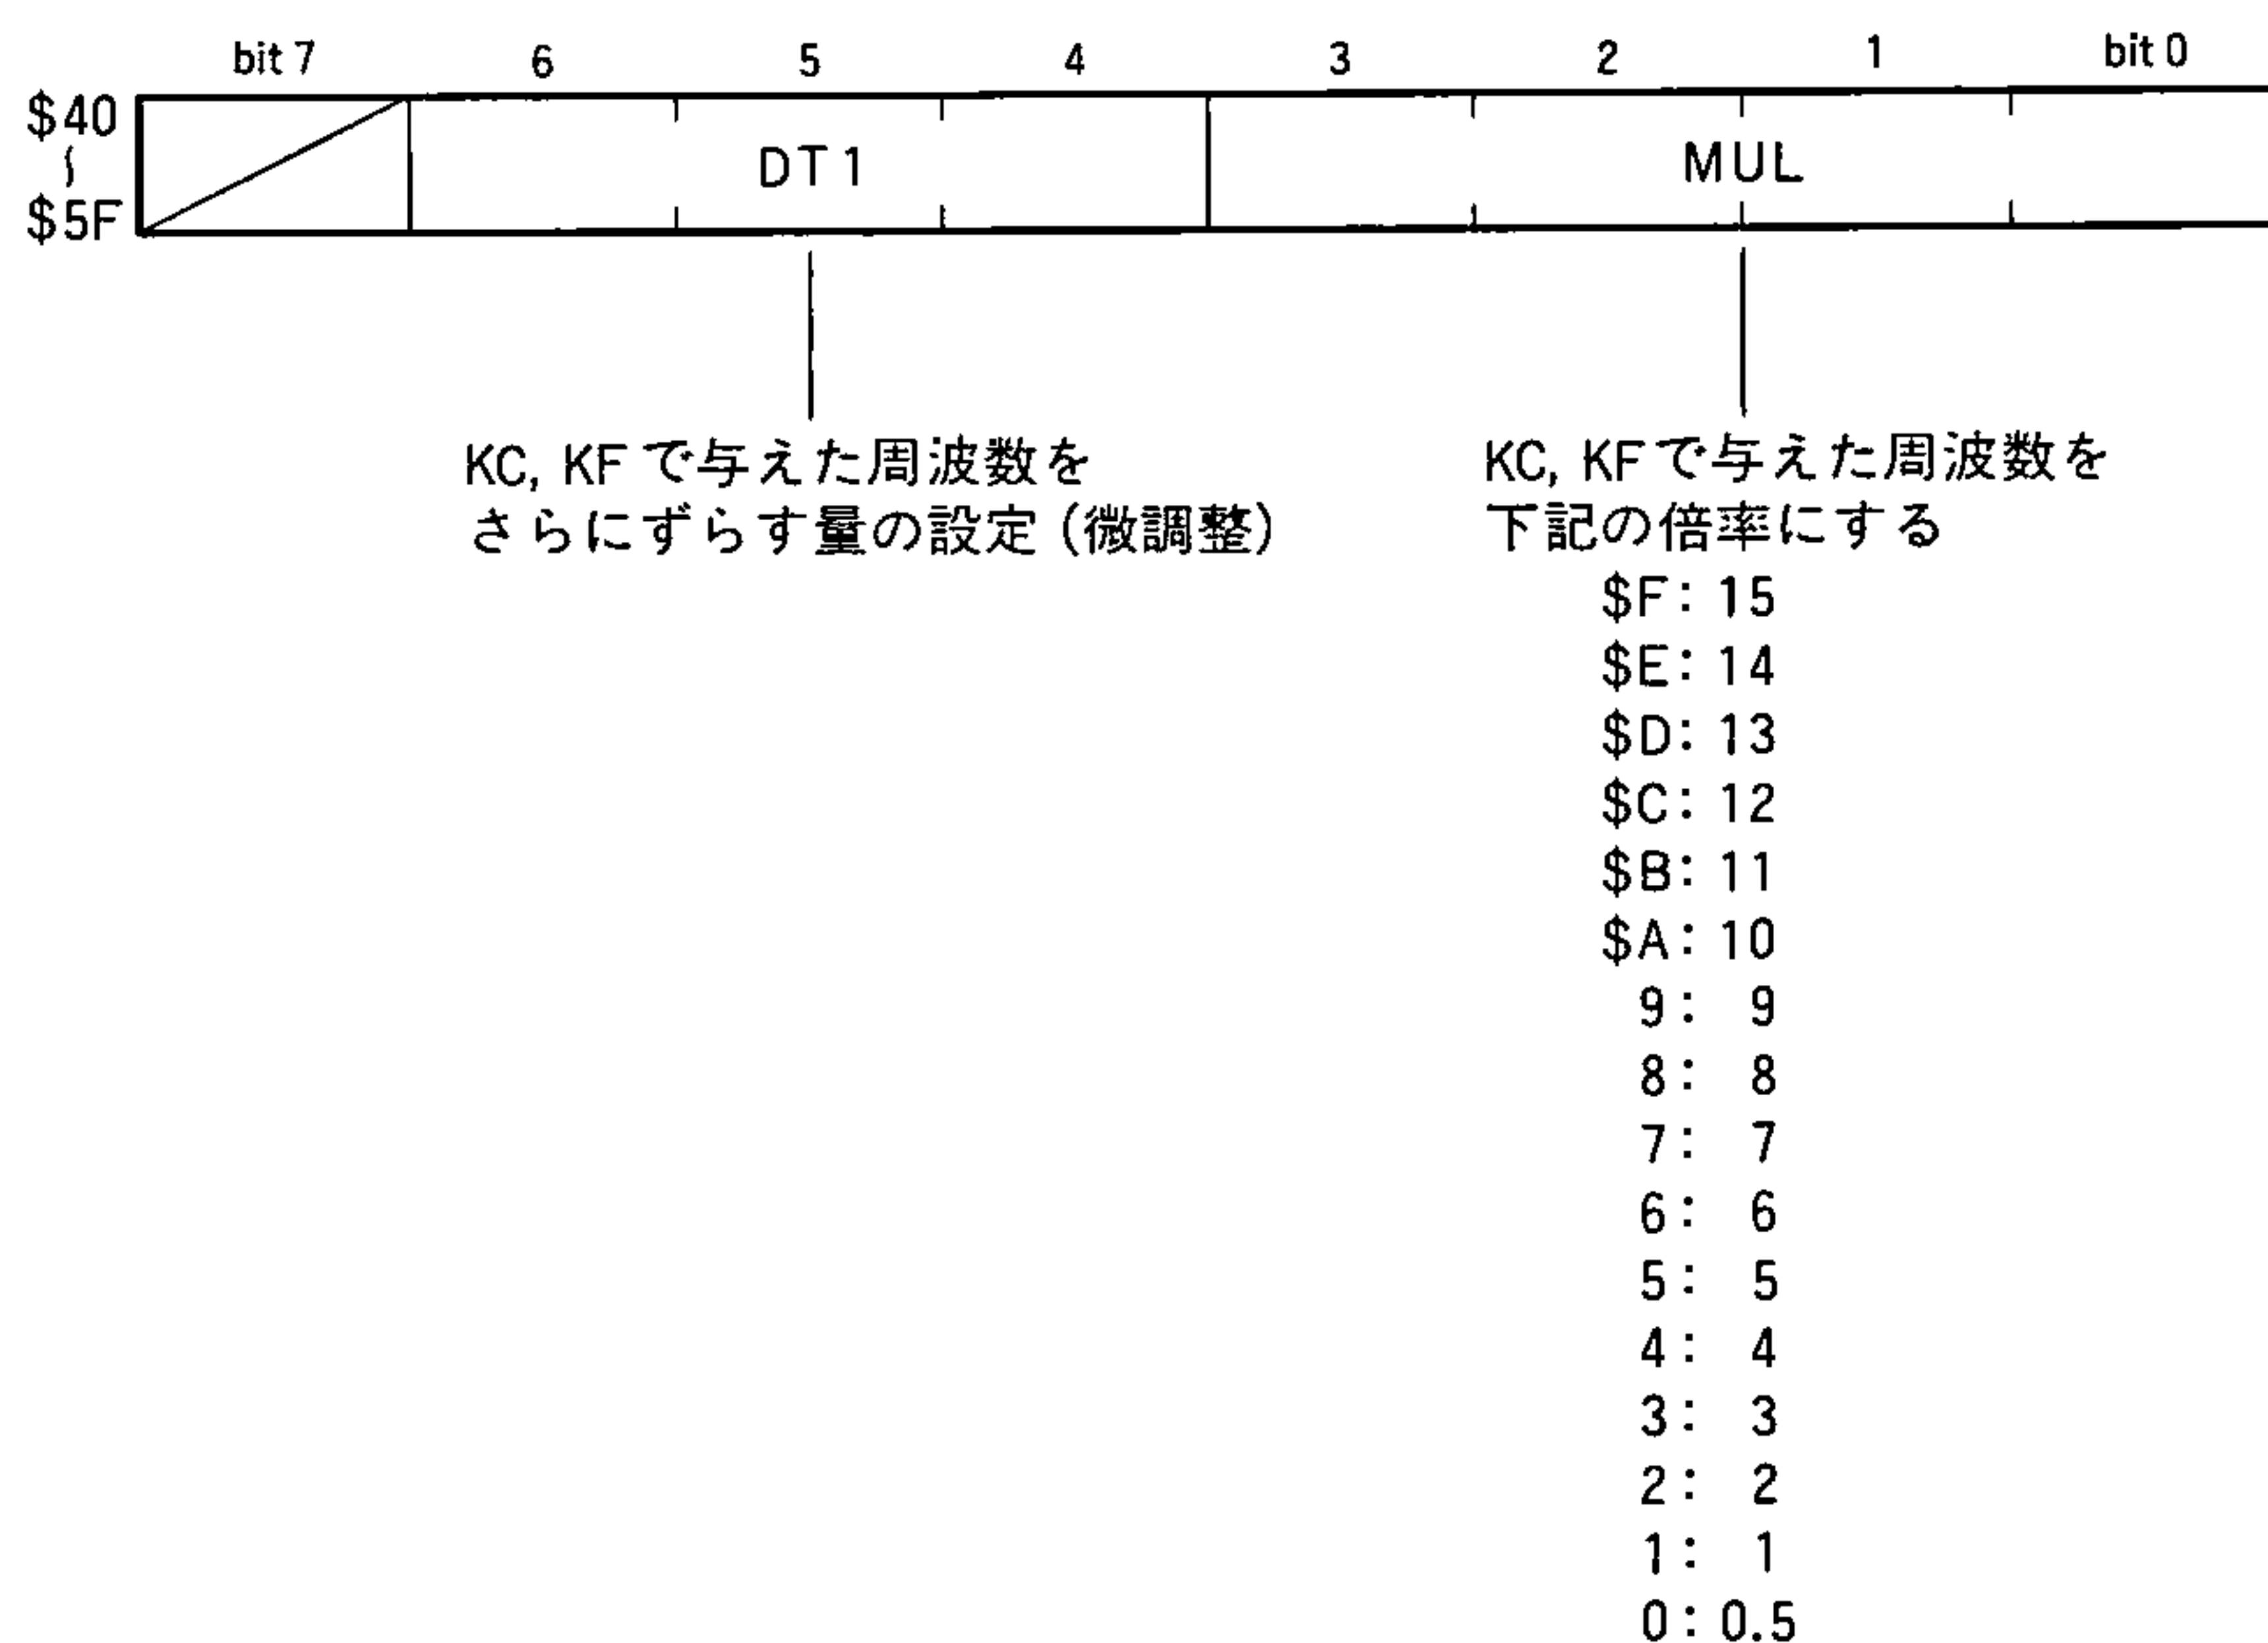 bit 7 6 5 4 3 2 1 bit 0
$40
〜
$5F
DT1 MUL
KC, KFで与えた周波数を
さらにずらす量の設定(微調整)
KC, KFで与えた周波数を
下記の倍率にする
$F: 15
$E: 14
$D: 13
$C: 12
$B: 11
$A: 10
9: 9
8: 8
7: 7
6: 6
5: 5
4: 4
3: 3
2: 2
1: 1
0: 0.5